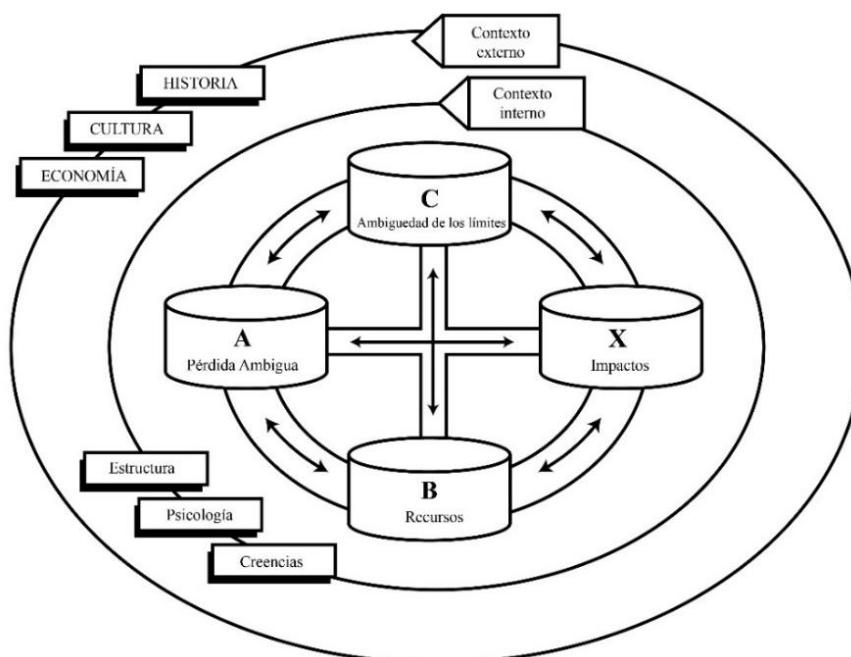 Contexto
externo
HISTORIA
Contexto
interno
CULTURA
ECONOMÍA
C
Ambiguedad de los límites
A
Pérdida Ambigua
X
Impactos
Estructura
B
Recursos
Psicología
Creencias